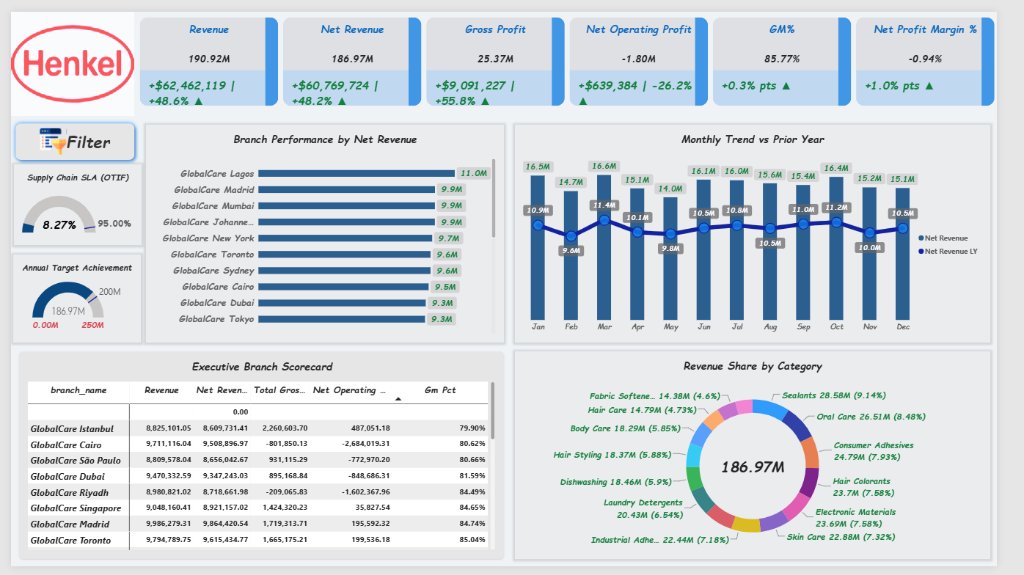 Henkel
Revenue
190.92M
+$62,462,119 |
+48.6% ▲
Net Revenue
186.97M
+$60,769,724 |
+48.2% ▲
Gross Profit
25.37M
+$9,091,227 |
+55.8% ▲
Net Operating Profit
-1.80M
+$639,384 | -26.2%
▲
GM%
85.77%
+0.3% pts ▲
Net Profit Margin %
-0.94%
+1.0% pts ▲
Filter
Supply Chain SLA (OTIF)
8.27%
95.00%
Annual Target Achievement
200M
186.97M
0.00M
250M
Branch Performance by Net Revenue
GlobalCare Lagos 11.0M
GlobalCare Madrid 9.9M
GlobalCare Mumbai 9.9M
GlobalCare Johanne... 9.9M
GlobalCare New York 9.7M
GlobalCare Toronto 9.6M
GlobalCare Sydney 9.6M
GlobalCare Cairo 9.5M
GlobalCare Dubai 9.3M
GlobalCare Tokyo 9.3M
Monthly Trend vs Prior Year
16.5M 14.7M 16.6M 15.1M 14.0M 16.1M 16.0M 15.6M 15.4M 16.4M 15.2M 15.1M
10.9M 9.6M 11.4M 10.1M 9.8M 10.5M 10.8M 10.5M 11.0M 11.2M 10.0M 10.5M
Jan Feb Mar Apr May Jun Jul Aug Sep Oct Nov Dec
Net Revenue
Net Revenue LY
Executive Branch Scorecard
branch_name Revenue Net Reven... Total Gros... Net Operating ... Gm Pct
0.00
GlobalCare Istanbul 8,825,101.05 8,609,731.41 2,260,603.70 487,051.18 79.90%
GlobalCare Cairo 9,711,116.04 9,508,896.97 -801,850.13 -2,684,019.31 80.62%
GlobalCare São Paulo 8,809,578.04 8,656,042.67 931,115.29 -772,970.20 80.66%
GlobalCare Dubai 9,470,332.59 9,347,243.03 895,168.84 -848,686.31 81.59%
GlobalCare Riyadh 8,980,821.02 8,718,661.98 -209,065.83 -1,602,367.96 84.49%
GlobalCare Singapore 9,048,160.41 8,921,157.02 1,424,320.23 35,827.54 84.65%
GlobalCare Madrid 9,986,279.31 9,864,420.54 1,719,313.71 195,592.32 84.74%
GlobalCare Toronto 9,794,789.75 9,615,434.77 1,665,175.21 199,536.18 85.04%
Revenue Share by Category
Sealants 28.58M (9.14%)
Oral Care 26.51M (8.48%)
Consumer Adhesives
24.79M (7.93%)
Hair Colorants
23.7M (7.58%)
Electronic Materials
23.69M (7.58%)
Skin Care 22.88M (7.32%)
Industrial Adhe... 22.44M (7.18%)
Laundry Detergents
20.43M (6.54%)
Dishwashing 18.46M (5.9%)
Hair Styling 18.37M (5.88%)
Body Care 18.29M (5.85%)
Hair Care 14.79M (4.73%)
Fabric Softene... 14.38M (4.6%)
186.97M